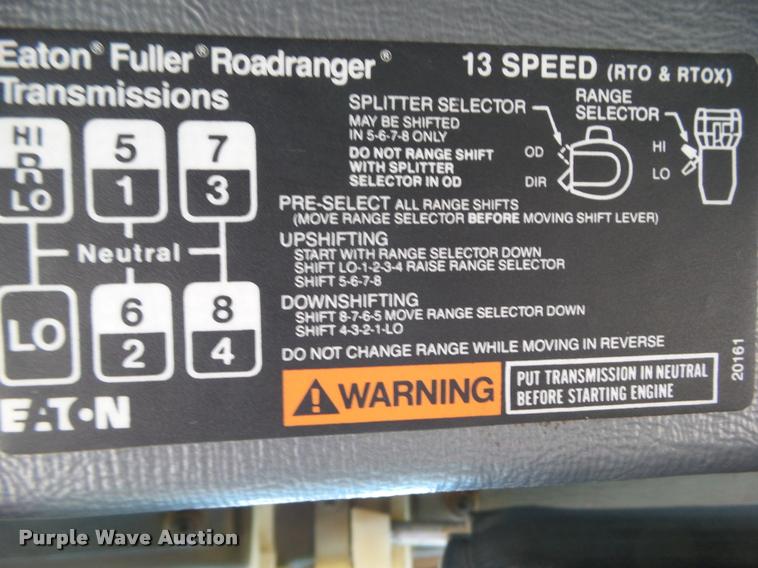 Eaton® Fuller® Roadranger®
Transmissions
13 SPEED (RTO & RTOX)
HI
R
LO
5
1
7
3
Neutral
LO
6
2
8
4
SPLITTER SELECTOR
MAY BE SHIFTED
IN 5-6-7-8 ONLY
DO NOT RANGE SHIFT
WITH SPLITTER
SELECTOR IN OD
OD
DIR
RANGE
SELECTOR
HI
LO
PRE-SELECT ALL RANGE SHIFTS
(MOVE RANGE SELECTOR BEFORE MOVING SHIFT LEVER)
UPSHIFTING
START WITH RANGE SELECTOR DOWN
SHIFT LO-1-2-3-4 RAISE RANGE SELECTOR
SHIFT 5-6-7-8
DOWNSHIFTING
SHIFT 8-7-6-5 MOVE RANGE SELECTOR DOWN
SHIFT 4-3-2-1-LO
DO NOT CHANGE RANGE WHILE MOVING IN REVERSE
WARNING
PUT TRANSMISSION IN NEUTRAL
BEFORE STARTING ENGINE
20161
EATON
Purple Wave Auction